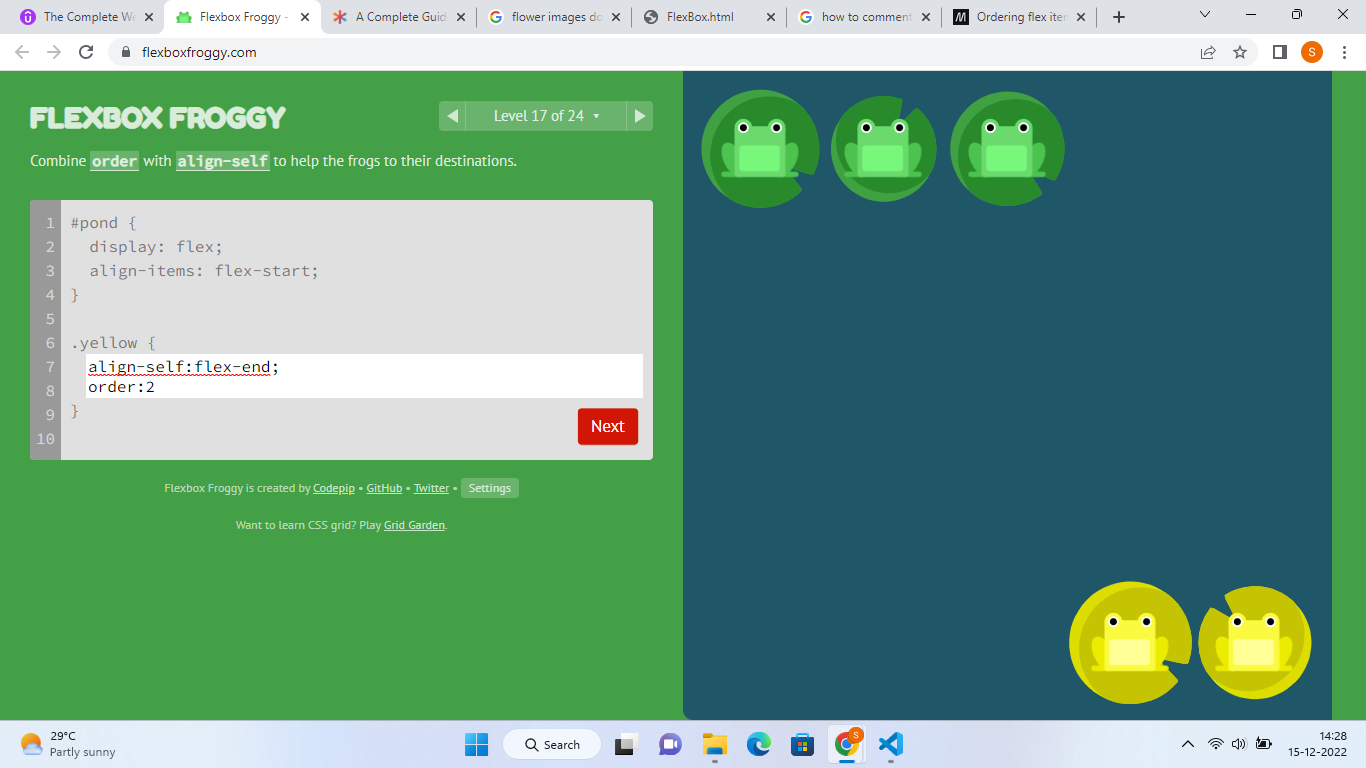 The Complete We
Flexbox Froggy -
A Complete Guid
flower images do
FlexBox.html
how to comment
Ordering flex iter
flexboxfroggy.com
S
FLEXBOX FROGGY
Level 17 of 24
Combine order with align-self to help the frogs to their destinations.
1 #pond {
2 display: flex;
3 align-items: flex-start;
4 }
5
6 .yellow {
7 align-self:flex-end;
8 order:2
9 }
10
Next
Flexbox Froggy is created by Codepip • GitHub • Twitter • Settings
Want to learn CSS grid? Play Grid Garden.
29°C
Partly sunny
Search
S
14:28
15-12-2022